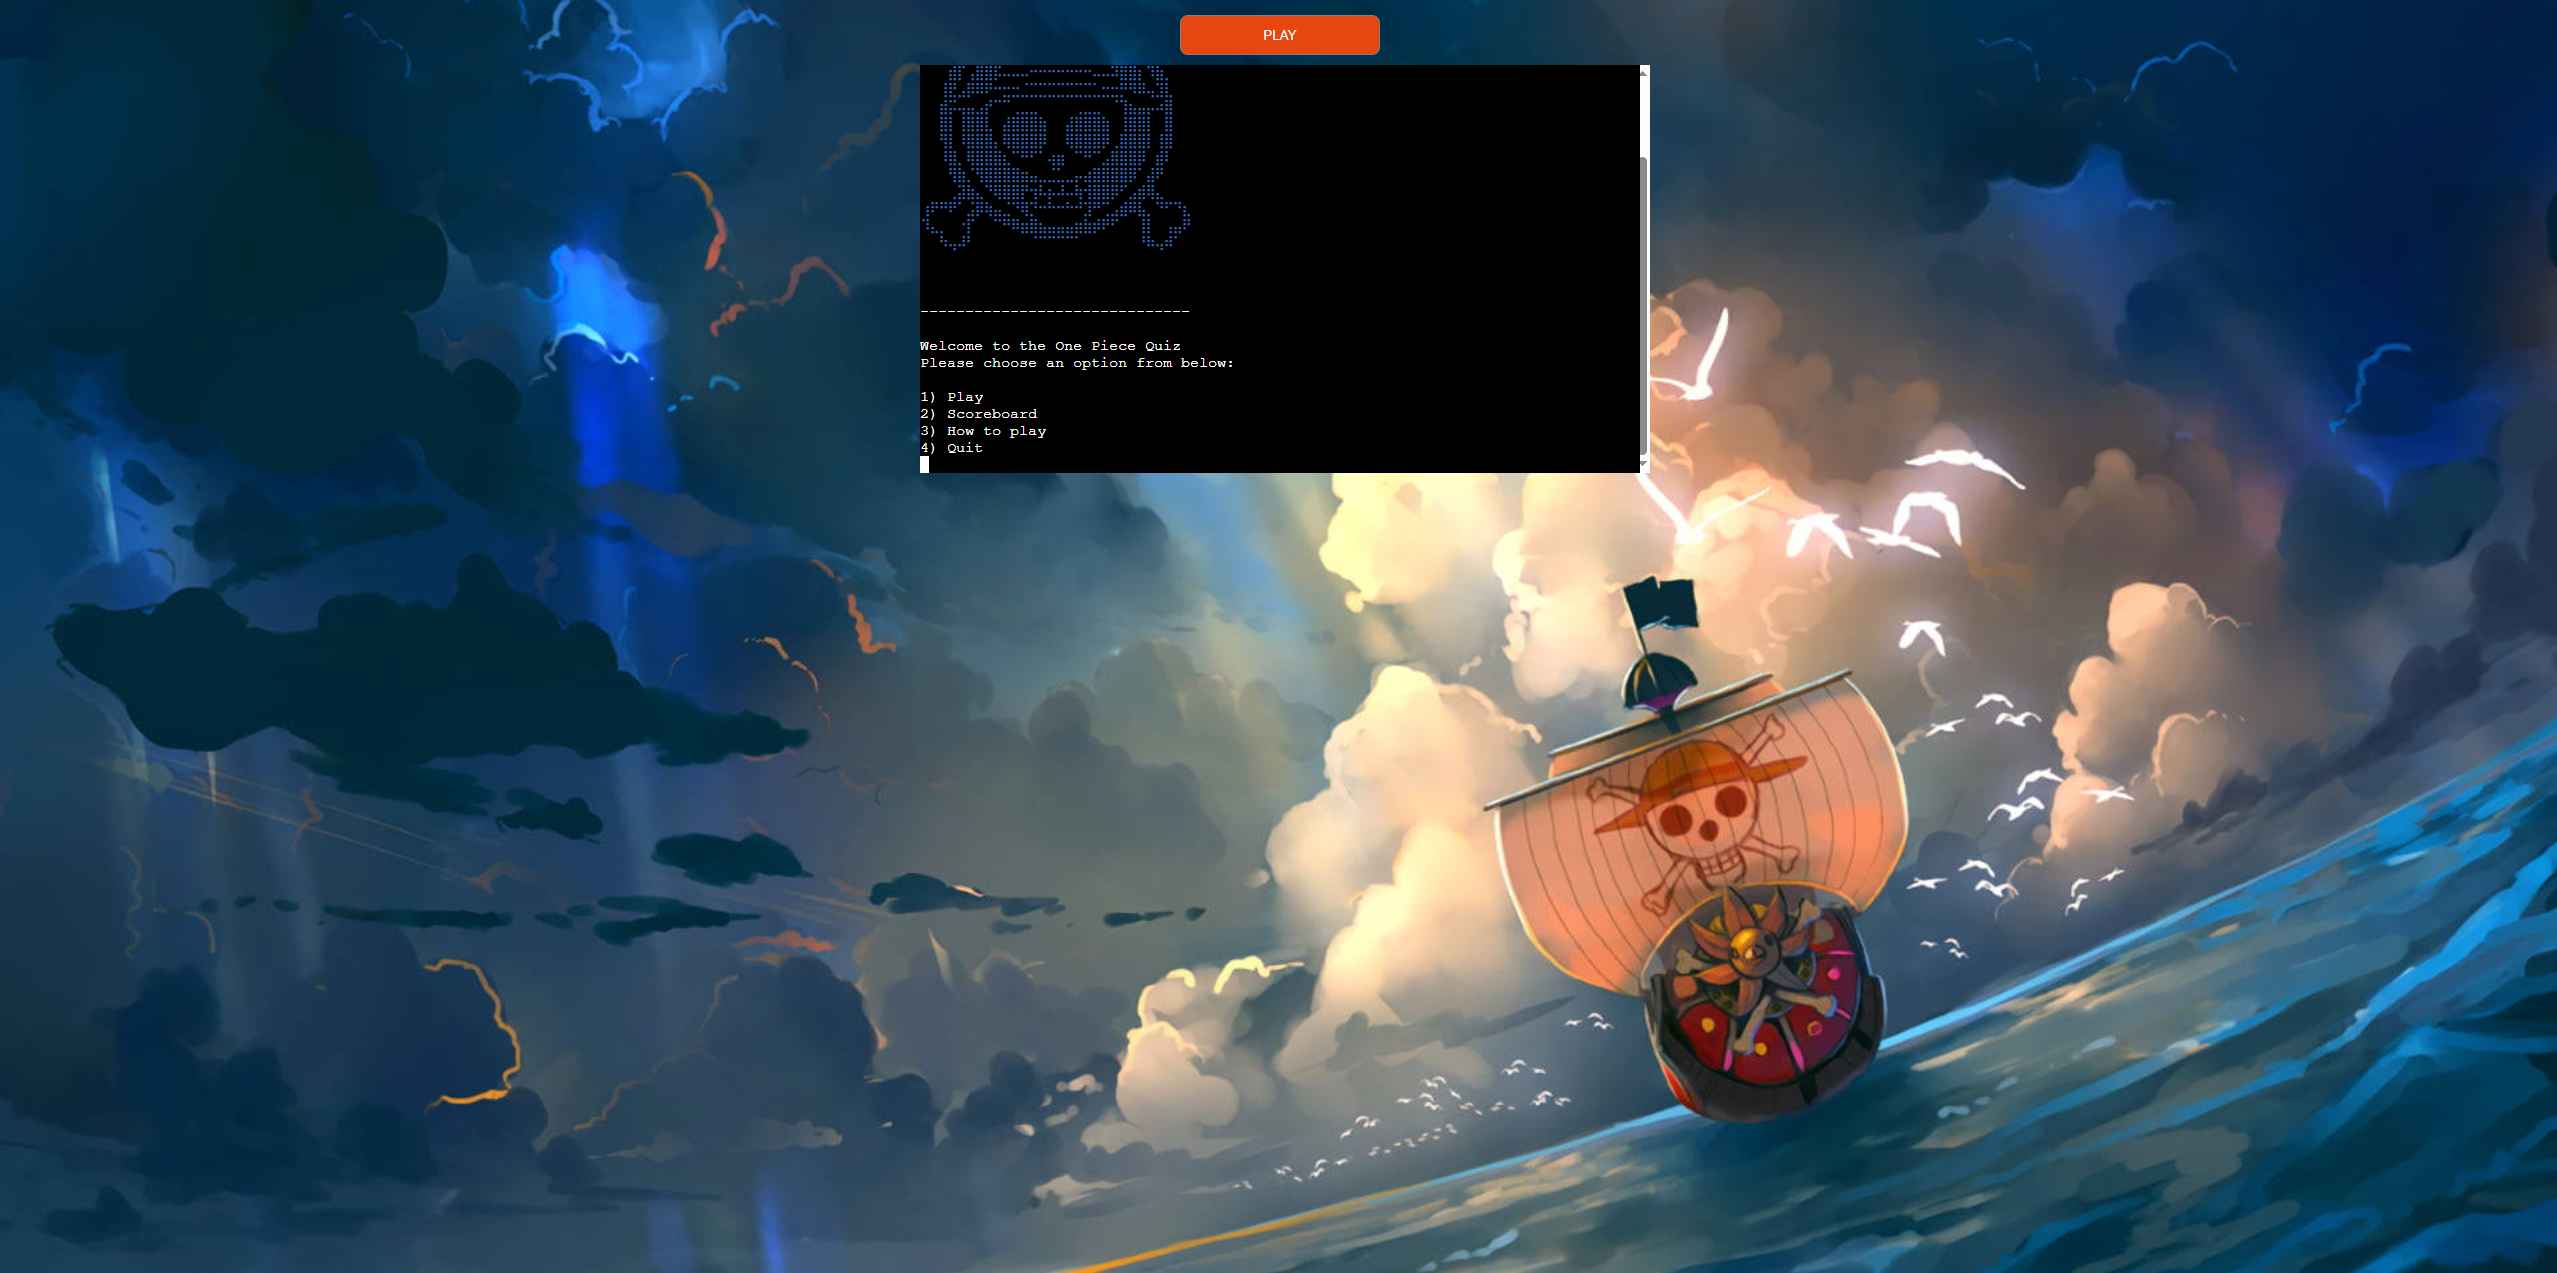 PLAY
------------------------------
Welcome to the One Piece Quiz
Please choose an option from below:
1) Play
2) Scoreboard
3) How to play
4) Quit